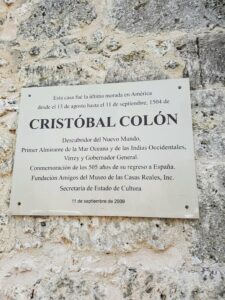 Esta casa fué la última morada en América
desde el 13 de agosto hasta el 11 de septiembre, 1504 de
CRISTÓBAL COLÓN
Descubridor del Nuevo Mundo,
Primer Almirante de la Mar Oceana y de las Indias Occidentales,
Virrey y Gobernador General.
Conmemoración de los 505 años de su regreso a España.
Fundación Amigos del Museo de las Casas Reales, Inc.
Secretaría de Estado de Cultura
11 de septiembre de 2009